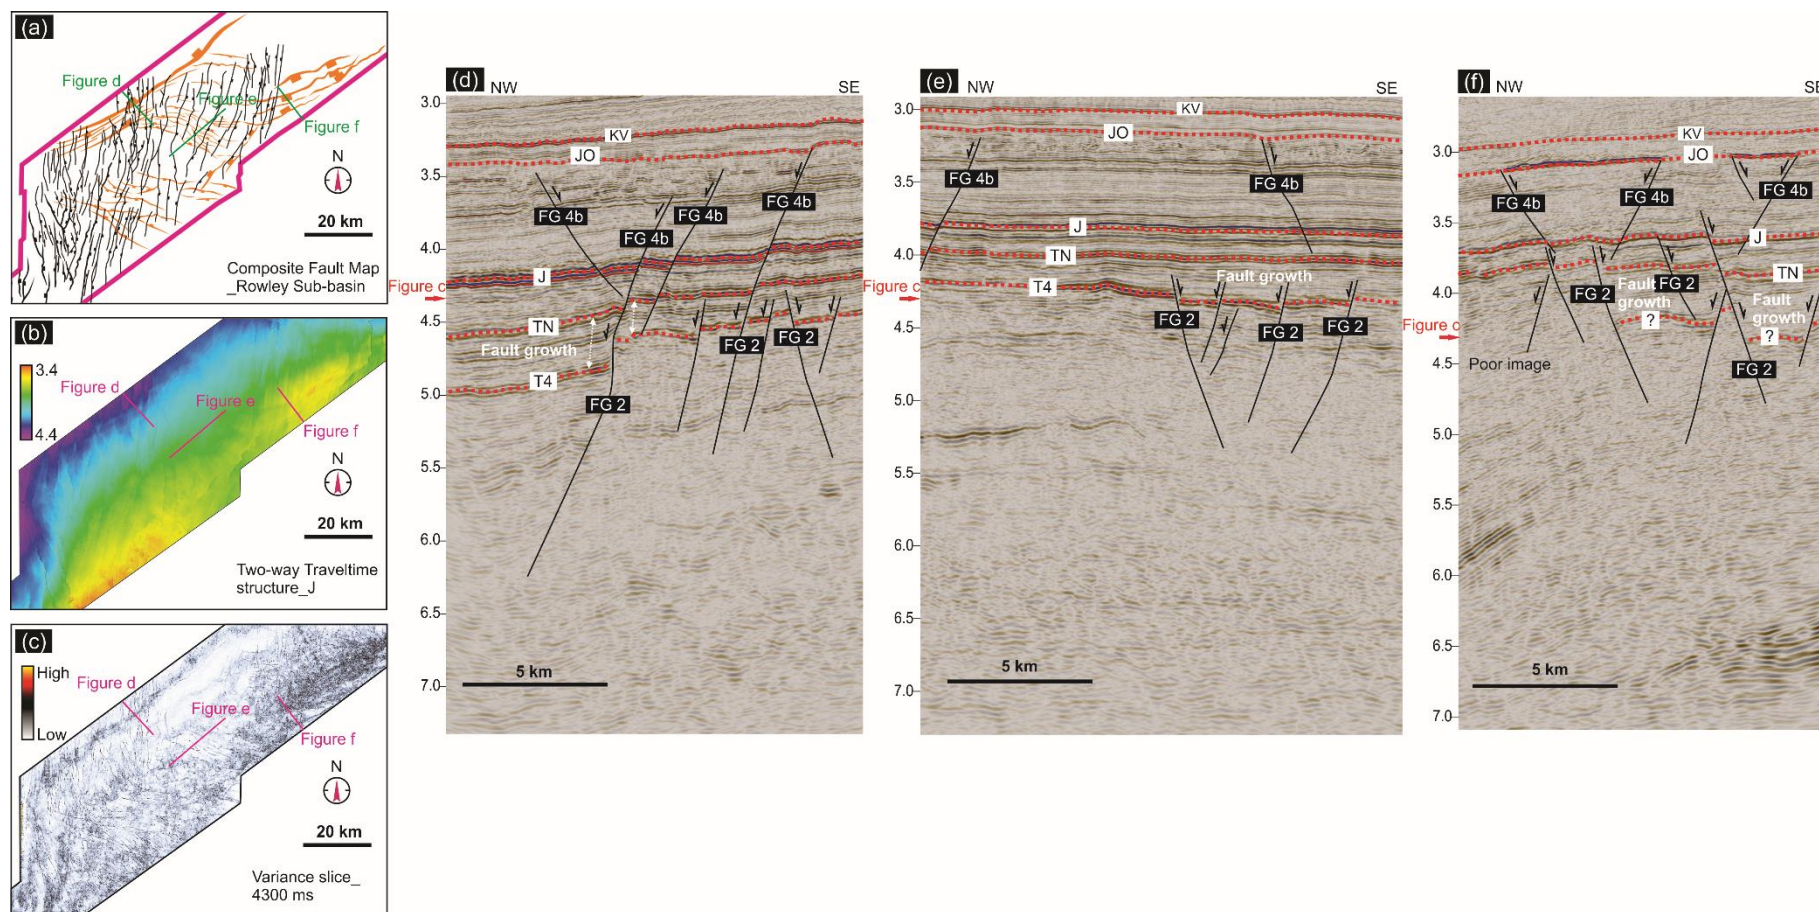 (a)
Figure d
Figure e
Figure f
N
20 km
Composite Fault Map
_Rowley Sub-basin
(b)
3.4
4.4
Figure d
Figure e
Figure f
N
20 km
Two-way Traveltime
structure_J
(c)
High
Low
Figure d
Figure e
Figure f
N
20 km
Variance slice_
4300 ms
(d)
NW
SE
3.0
3.5
4.0
4.5
5.0
5.5
6.0
6.5
7.0
Figure c
KV
JO
FG 4b
FG 4b
FG 4b
FG 4b
J
TN
Fault growth
T4
FG 2
FG 2
FG 2
5 km
(e)
NW
SE
3.0
3.5
4.0
4.5
5.0
5.5
6.0
6.5
7.0
Figure c
KV
JO
FG 4b
FG 4b
J
TN
T4
Fault growth
FG 2
FG 2
FG 2
5 km
(f)
NW
SE
3.0
3.5
4.0
4.5
5.0
5.5
6.0
6.5
7.0
Figure c
KV
JO
FG 4b
FG 4b
FG 4b
J
TN
FG 2
FG 2
Fault
growth
?
Fault
growth
?
Poor image
FG 2
5 km